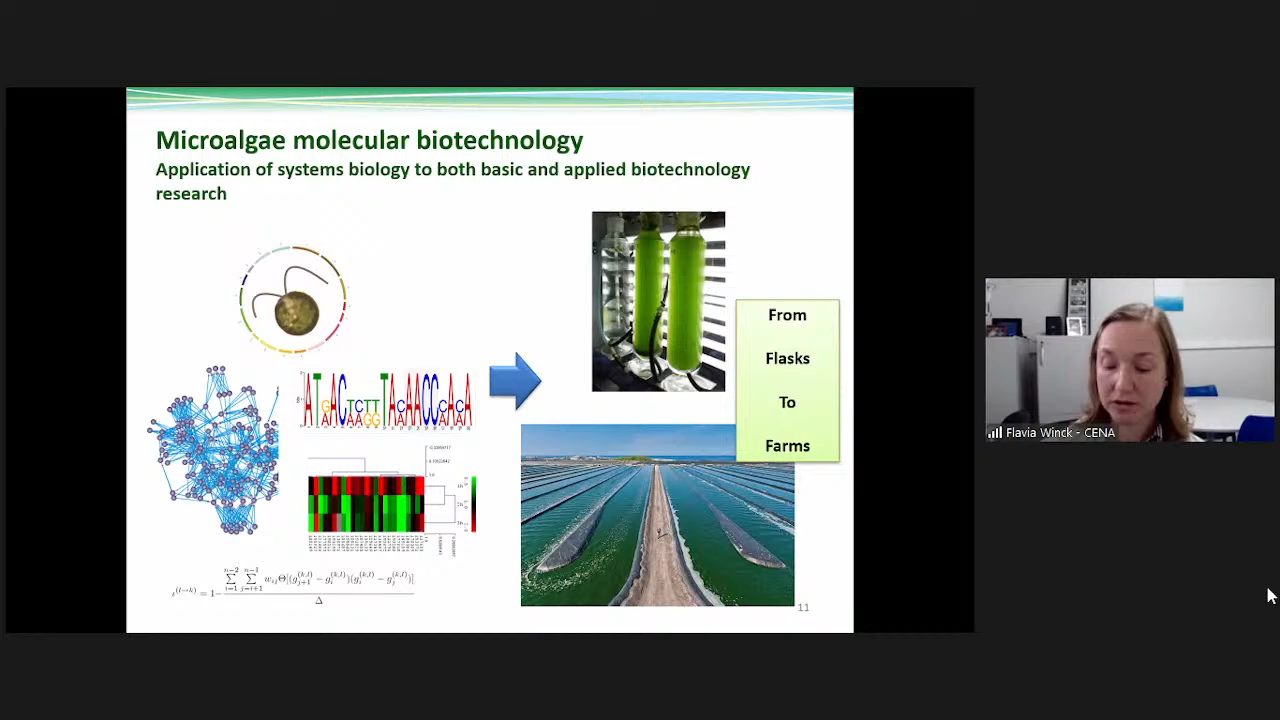 Microalgae molecular biotechnology
Application of systems biology to both basic and applied biotechnology
research
From
Flasks
To
Farms
11
Flavia Winck - CENA